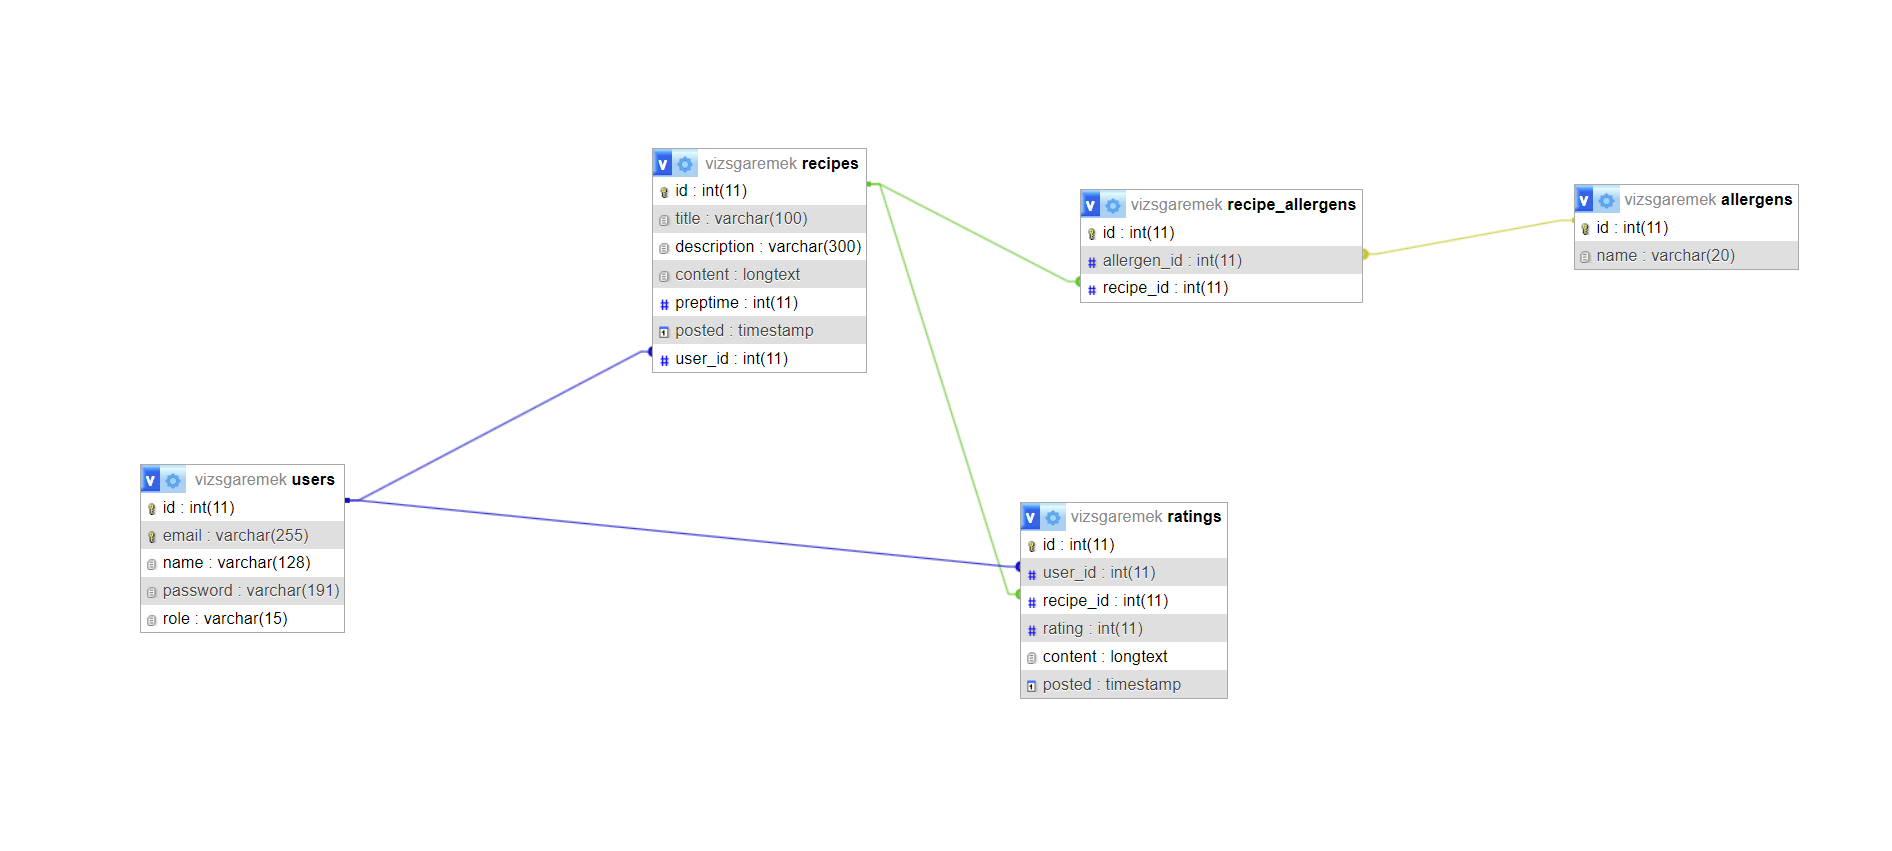 v vizsgaremek recipes
id : int(11)
title : varchar(100)
description : varchar(300)
content : longtext
# preptime : int(11)
posted : timestamp
# user_id : int(11)
v vizsgaremek recipe_allergens
id : int(11)
# allergen_id : int(11)
# recipe_id : int(11)
v vizsgaremek allergens
id : int(11)
name : varchar(20)
v vizsgaremek users
id : int(11)
email : varchar(255)
name : varchar(128)
password : varchar(191)
role : varchar(15)
v vizsgaremek ratings
id : int(11)
# user_id : int(11)
# recipe_id : int(11)
# rating : int(11)
content : longtext
posted : timestamp